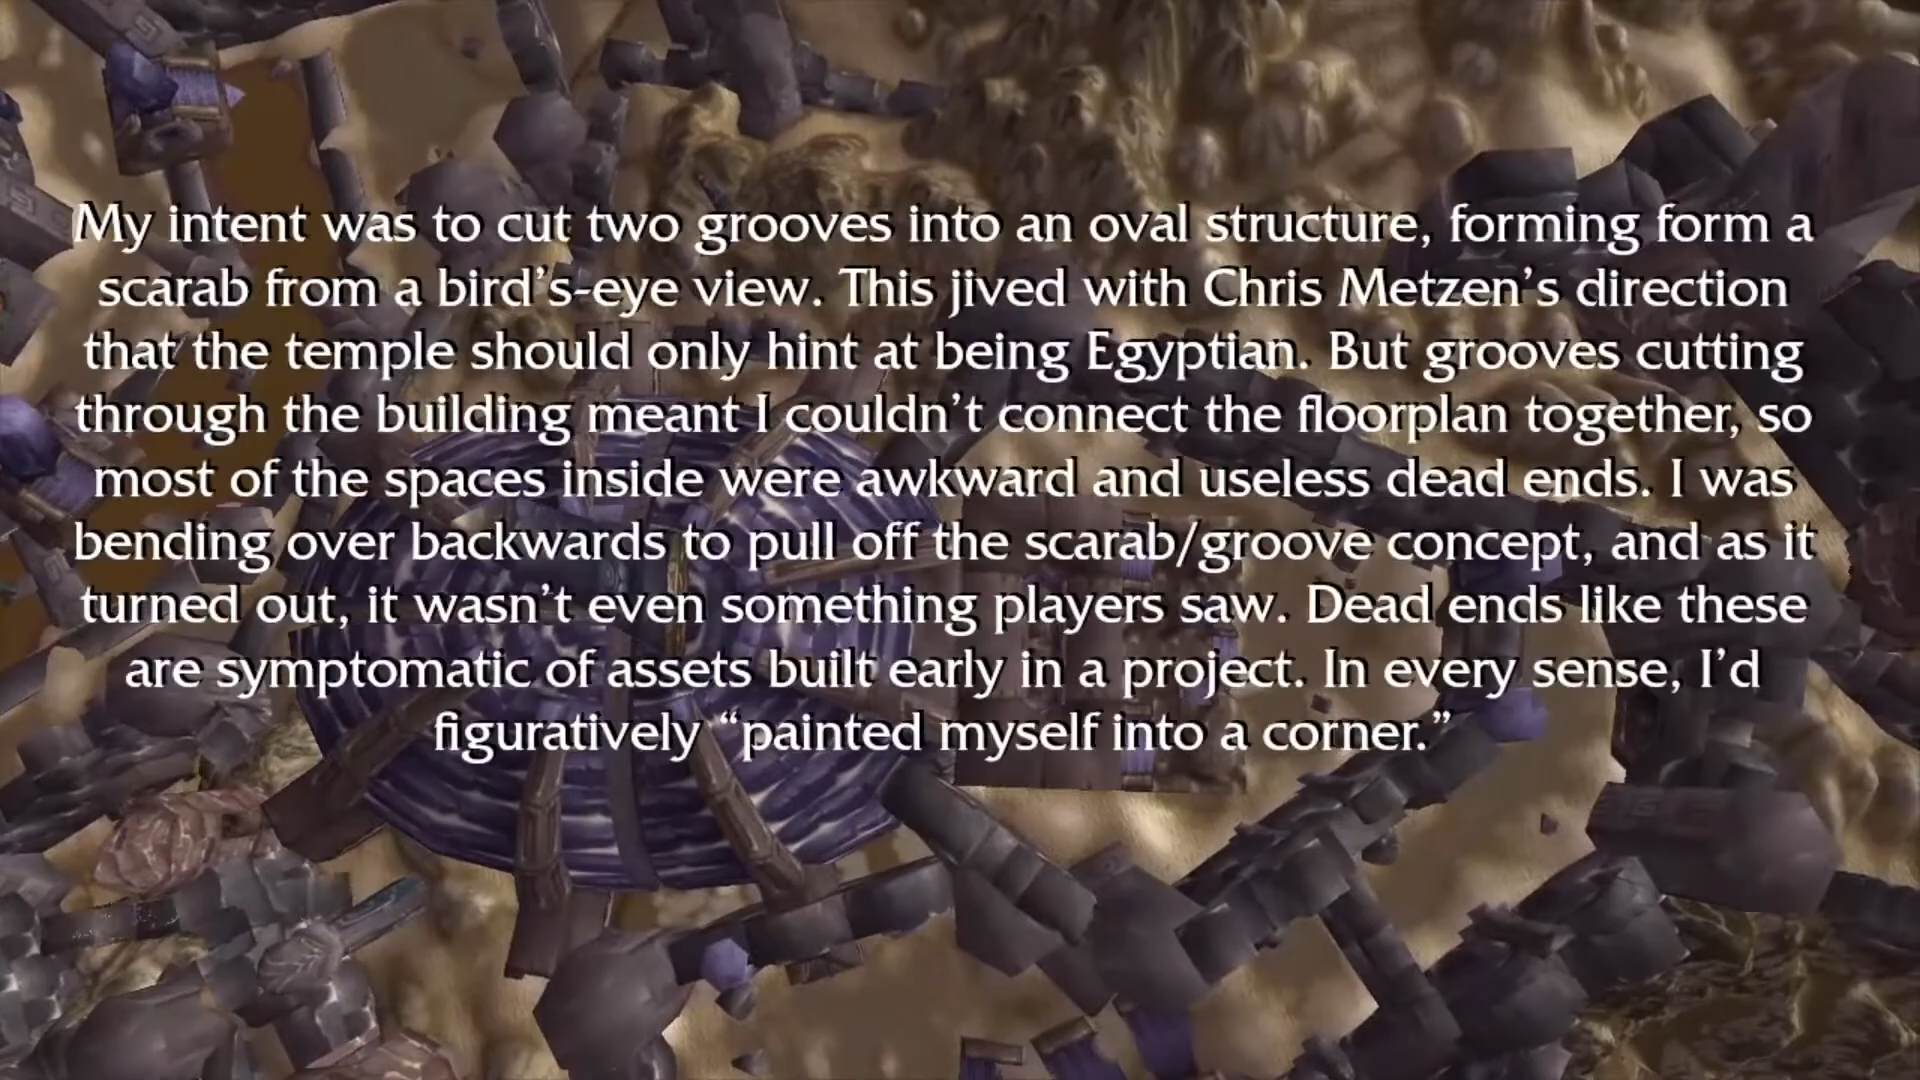 My intent was to cut two grooves into an oval structure, forming form a
scarab from a bird’s-eye view. This jived with Chris Metzen’s direction
that the temple should only hint at being Egyptian. But grooves cutting
through the building meant I couldn’t connect the floorplan together, so
most of the spaces inside were awkward and useless dead ends. I was
bending over backwards to pull off the scarab/groove concept, and as it
turned out, it wasn’t even something players saw. Dead ends like these
are symptomatic of assets built early in a project. In every sense, I’d
figuratively “painted myself into a corner.”